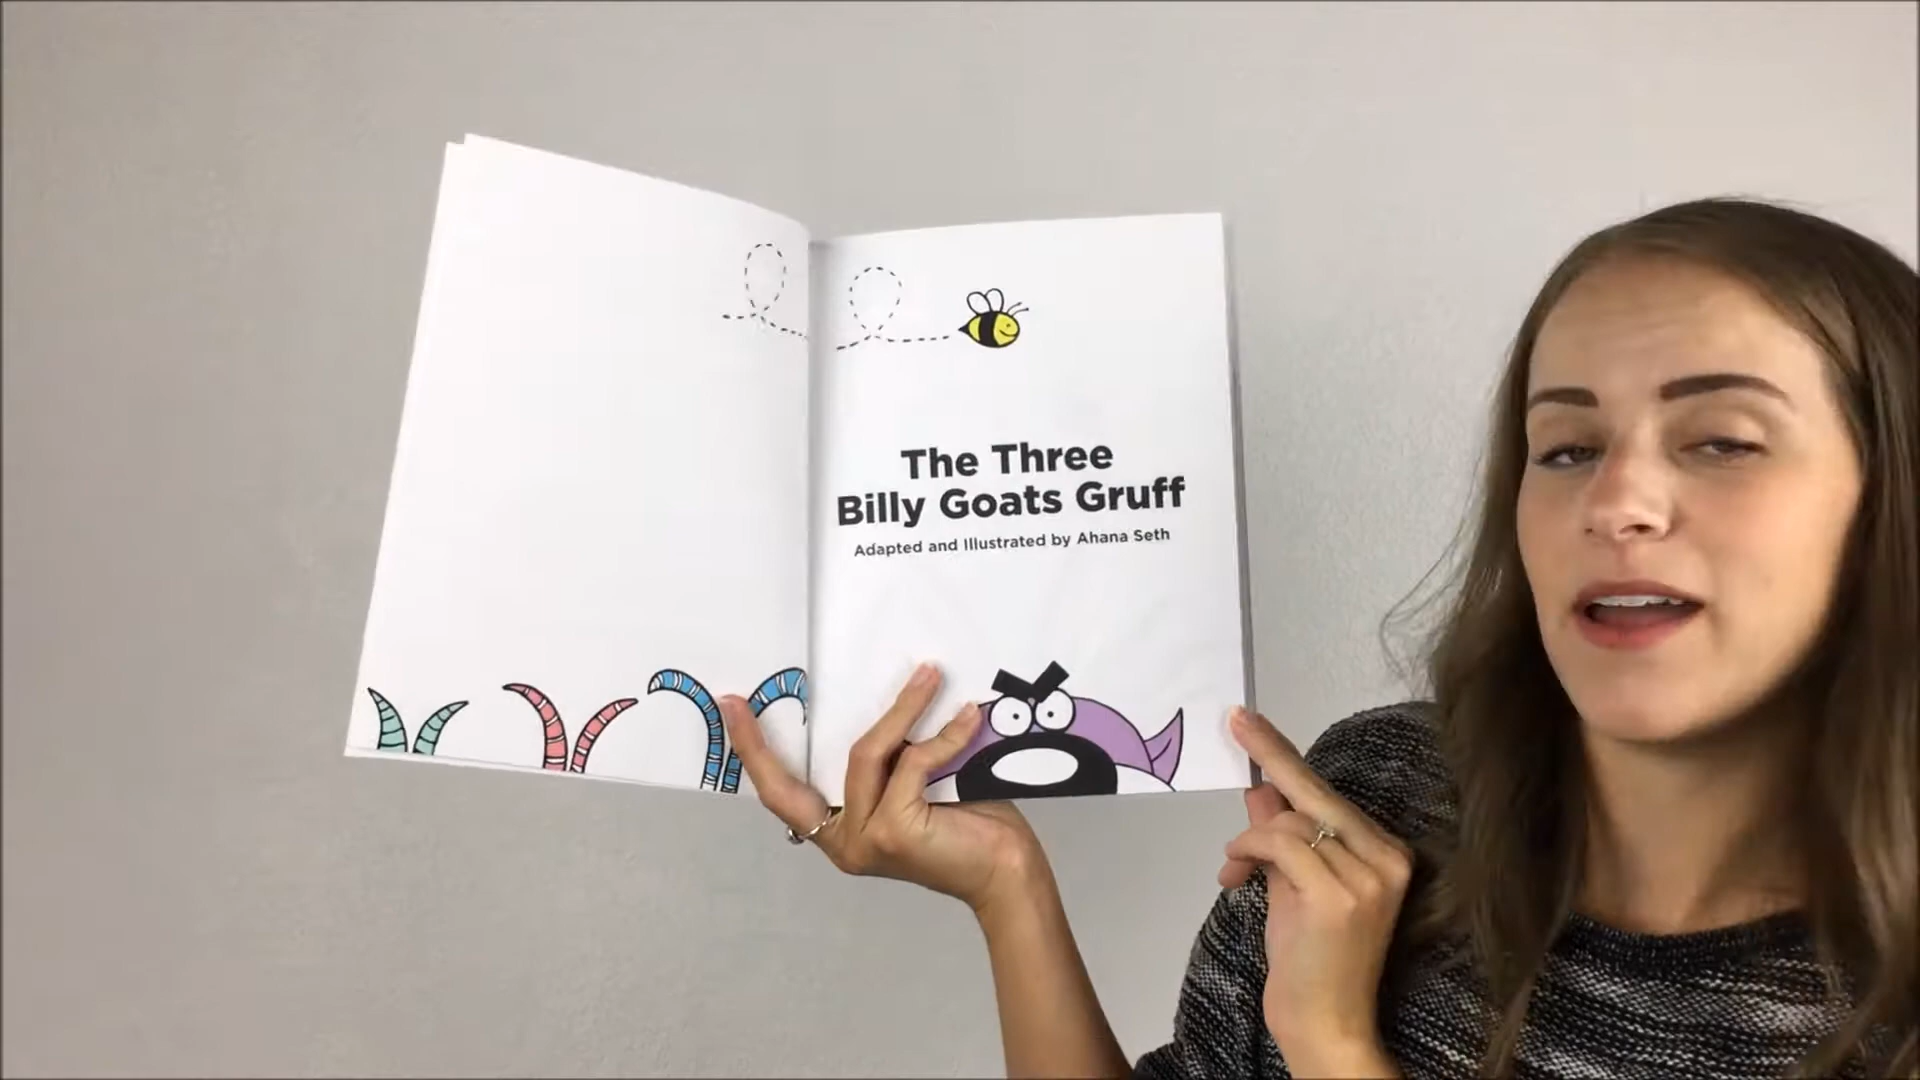 The Three
Billy Goats Gruff
Adapted and Illustrated by Ahana Seth